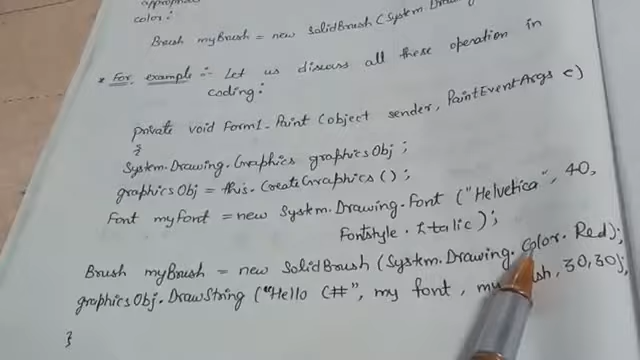 color:
Brush myBrush = new SolidBrush (System.
* For example :- Let us discuss all these operation in
coding:
private void Form1_Paint (object sender, PaintEventArgs e)
{
System.Drawing.Graphics graphicsObj ;
graphicsObj = this.CreateGraphics ( ) ;
Font myfont = new System.Drawing.Font ("Helvetica", 40,
Fontstyle.Italic) ;
Brush myBrush = new SolidBrush (System.Drawing.Color.Red);
graphicsObj.DrawString ("Hello C#", my font, 30,30);
}